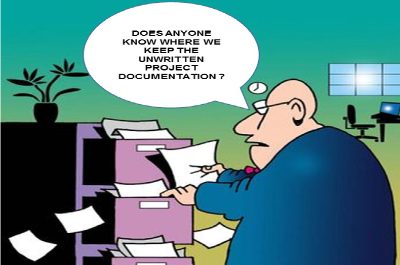 DOES ANYONE
KNOW WHERE WE
KEEP THE
UNWRITTEN
PROJECT
DOCUMENTATION ?